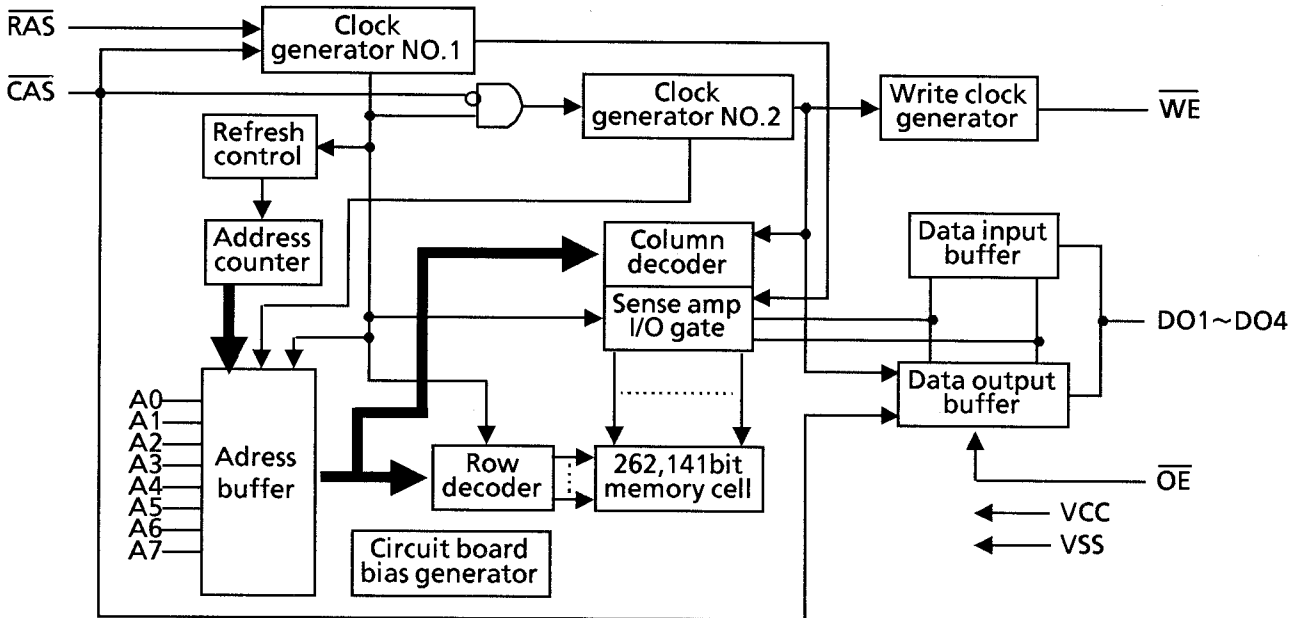 RAS
Clock
generator NO.1
CAS
Clock
generator NO.2
Write clock
generator
WE
Refresh
control
Address
counter
Column
decoder
Data input
buffer
Sense amp
I/O gate
DO1~DO4
Data output
buffer
A0
A1
A2
A3
A4
A5
A6
A7
Adress
buffer
Row
decoder
262,141bit
memory cell
OE
VCC
VSS
Circuit board
bias generator